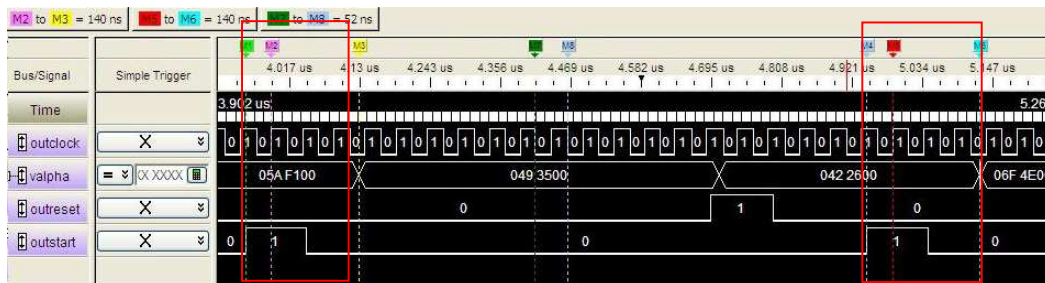 M2 to M3 = 140 ns M5 to M6 = 140 ns M7 to M8 = 52 ns
M1 M2 M3 M8 M4 M6
Bus/Signal Simple Trigger 4.017 us 4.13 us 4.243 us 4.356 us 4.469 us 4.582 us 4.695 us 4.808 us 4.921 us 5.034 us 5.147 us
Time 3.902 us 5.26
outclock X 0 1 0 1 0 1 0 1 0 1 0 1 0 1 0 1 0 1 0 1 0 1 0 1 0 1 0 1 0 1 0 1 0 1 0 1 0 1 0 1 0 1 0 1 0 1 0 1 0 1 0 1 0
valpha = XX XXXX 05A F100 049 3500 042 2600 06F 4E0
outreset X 0 1 0
outstart X 0 1 0 1 0